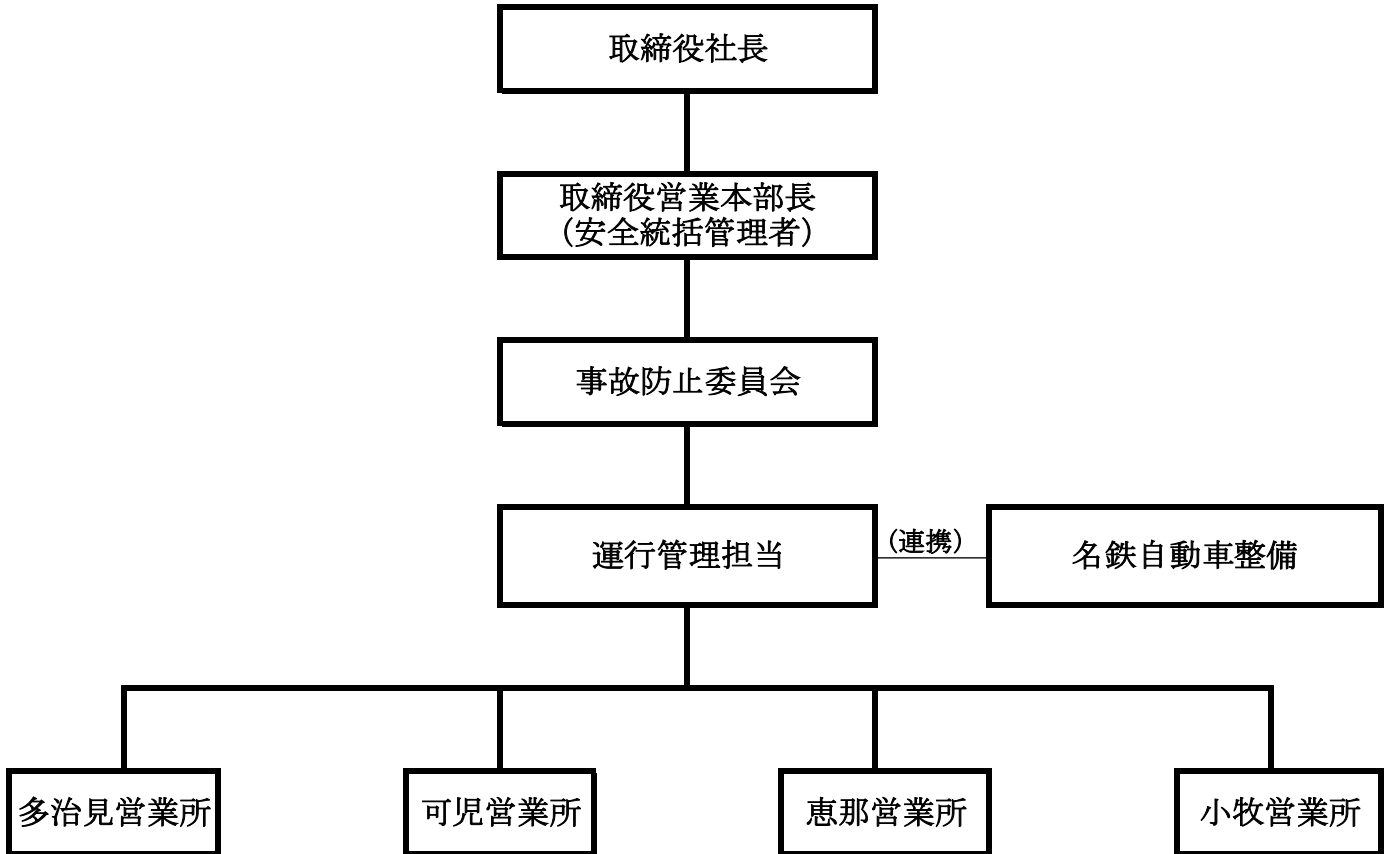 取締役社長
取締役営業本部長
（安全統括管理者）
事故防止委員会
運行管理担当
（連携）
名鉄自動車整備
多治見営業所
可児営業所
恵那営業所
小牧営業所